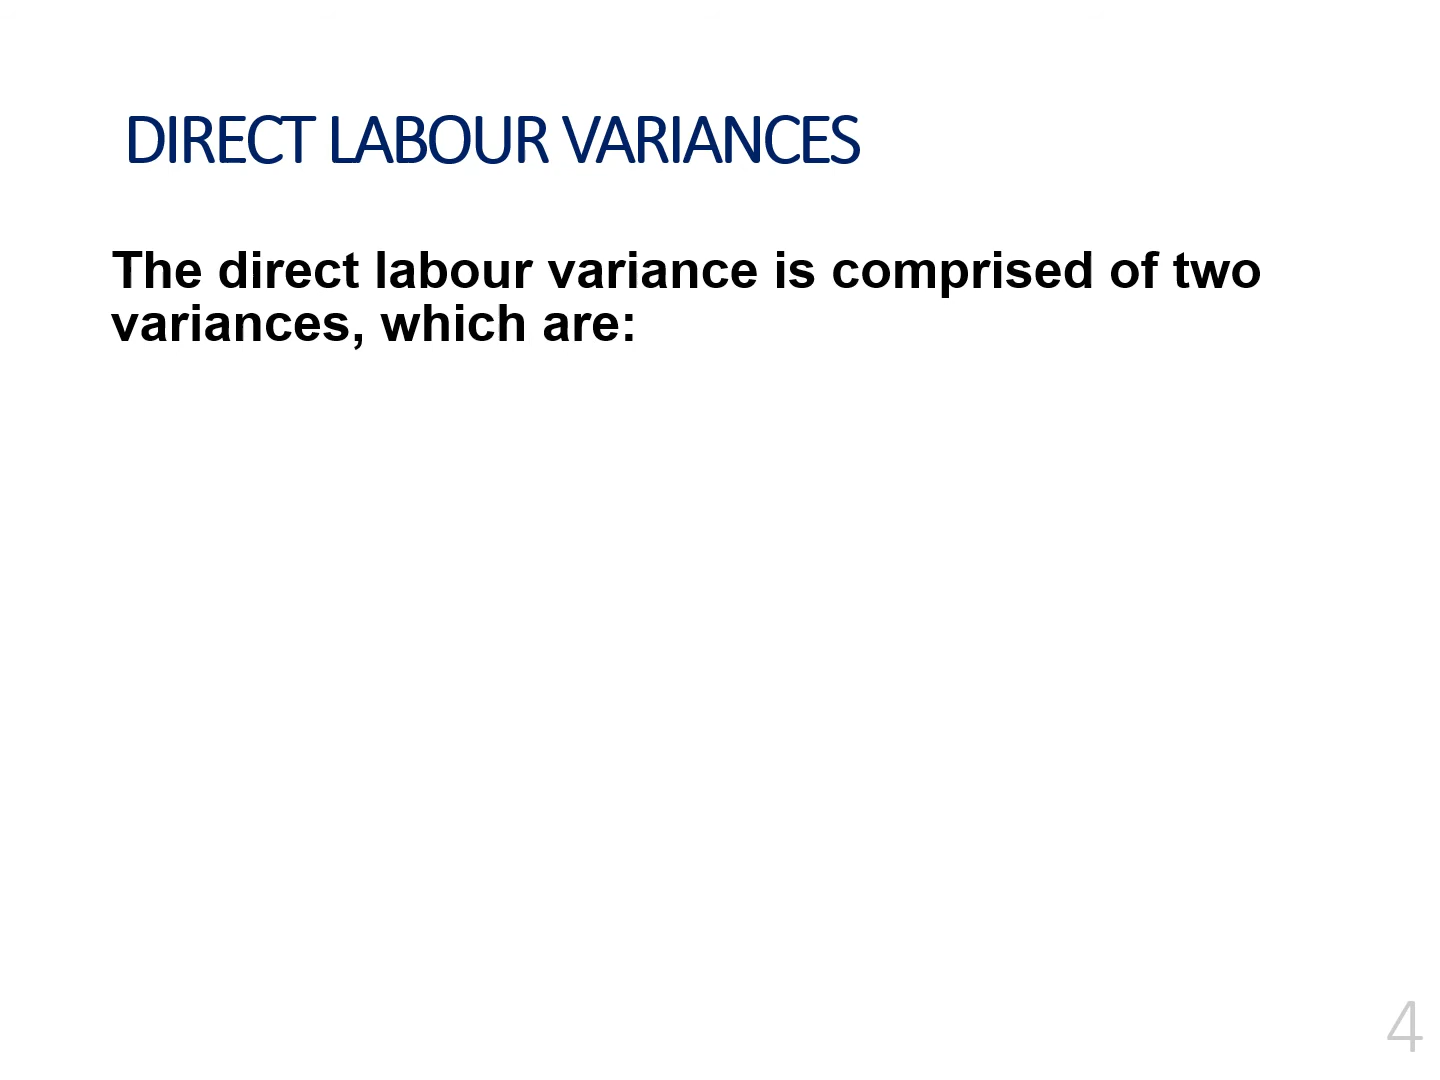 DIRECT LABOUR VARIANCES
The direct labour variance is comprised of two
variances, which are:
4